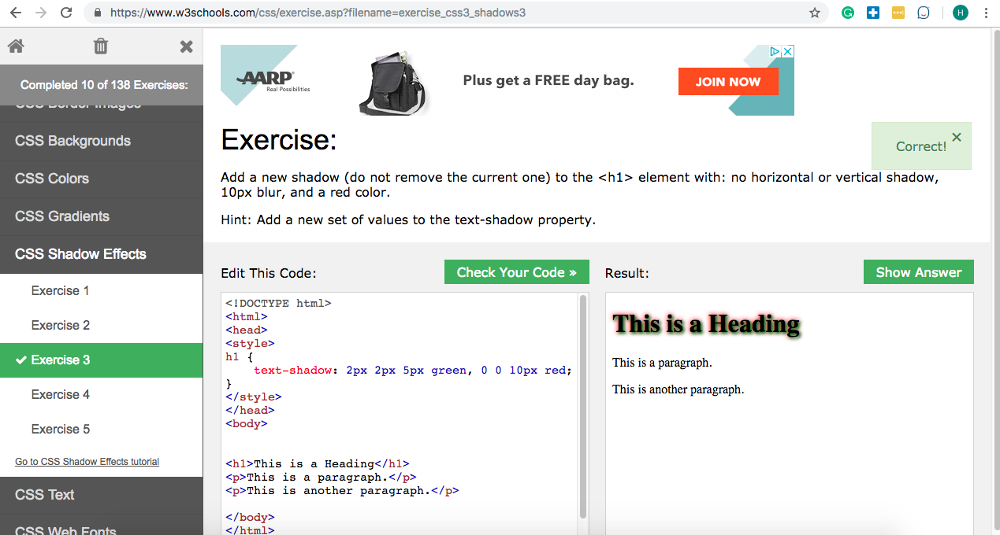 https://www.w3schools.com/css/exercise.asp?filename=exercise_css3_shadows3
H
Completed 10 of 138 Exercises:
CSS Border Images
CSS Backgrounds
CSS Colors
CSS Gradients
CSS Shadow Effects
Exercise 1
Exercise 2
Exercise 3
Exercise 4
Exercise 5
Go to CSS Shadow Effects tutorial
CSS Text
CSS Web Fonts
AARP
Real Possibilities
Plus get a FREE day bag.
JOIN NOW
Exercise:
Correct!
Add a new shadow (do not remove the current one) to the <h1> element with: no horizontal or vertical shadow,
10px blur, and a red color.
Hint: Add a new set of values to the text-shadow property.
Edit This Code:
Check Your Code »
<!DOCTYPE html>
<html>
<head>
<style>
h1 {
    text-shadow: 2px 2px 5px green, 0 0 10px red;
}
</style>
</head>
<body>
<h1>This is a Heading</h1>
<p>This is a paragraph.</p>
<p>This is another paragraph.</p>
</body>
</html>
Result:
Show Answer
This is a Heading
This is a paragraph.
This is another paragraph.